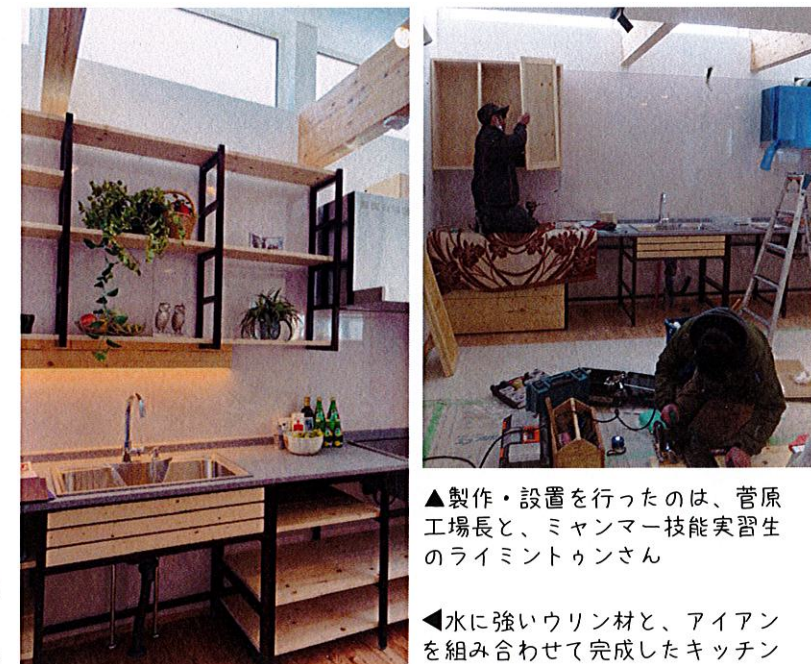 ▲製作・設置を行ったのは、菅原
工場長と、ミャンマー技能実習生
のライミントゥンさん
◀水に強いウリン材と、アイアン
を組み合わせて完成したキッチン